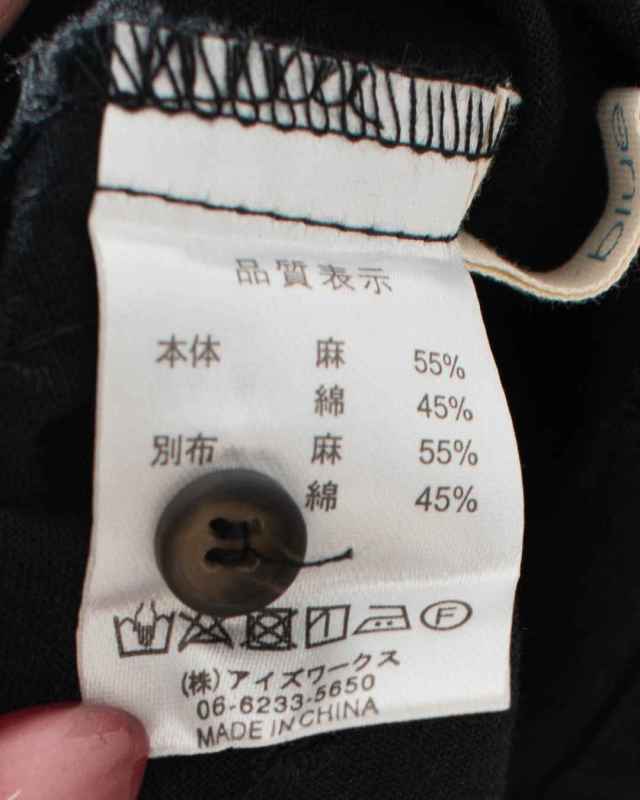 品質表示
本体 麻 55%
綿 45%
別布 麻 55%
綿 45%
F
(株)アイズワークス
06-6233-5650
MADE IN CHINA